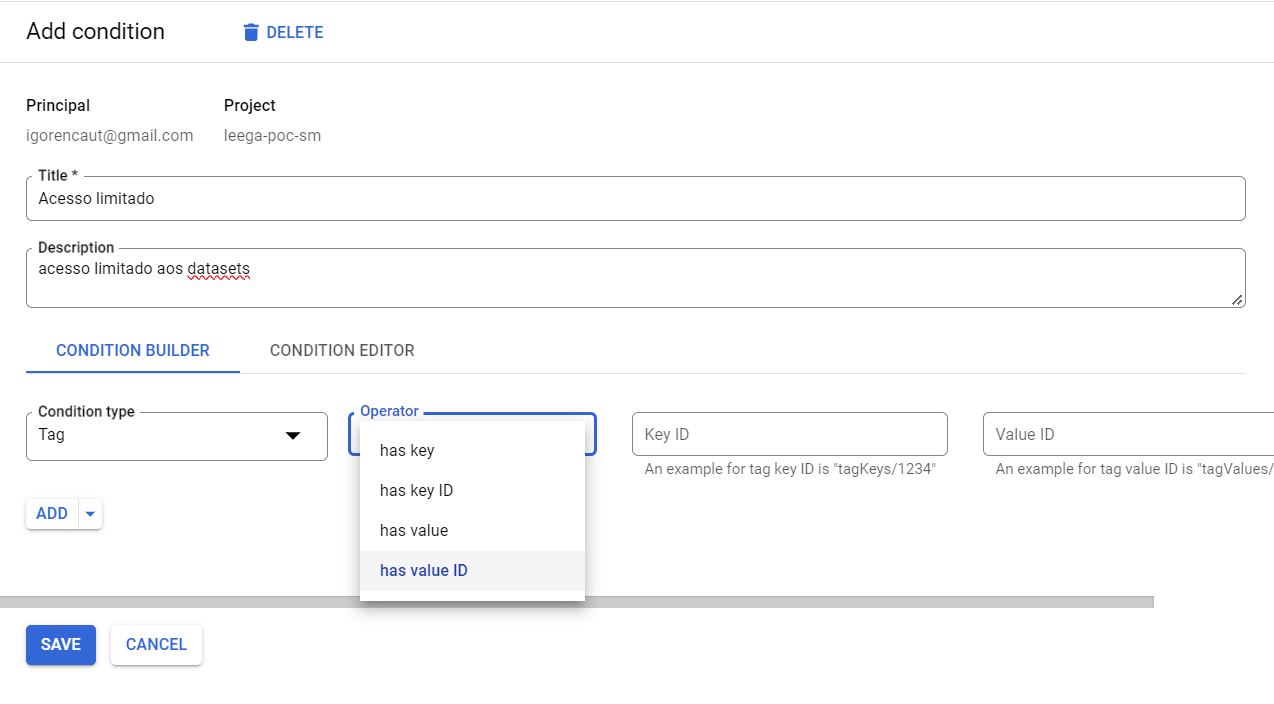 Add condition
DELETE
Principal
Project
igorencaut@gmail.com
leega-poc-sm
Title *
Acesso limitado
Description
acesso limitado aos datasets
CONDITION BUILDER
CONDITION EDITOR
Condition type
Tag
Operator
has key
has key ID
has value
has value ID
Key ID
An example for tag key ID is "tagKeys/1234"
Value ID
An example for tag value ID is "tagValues/
ADD
SAVE
CANCEL